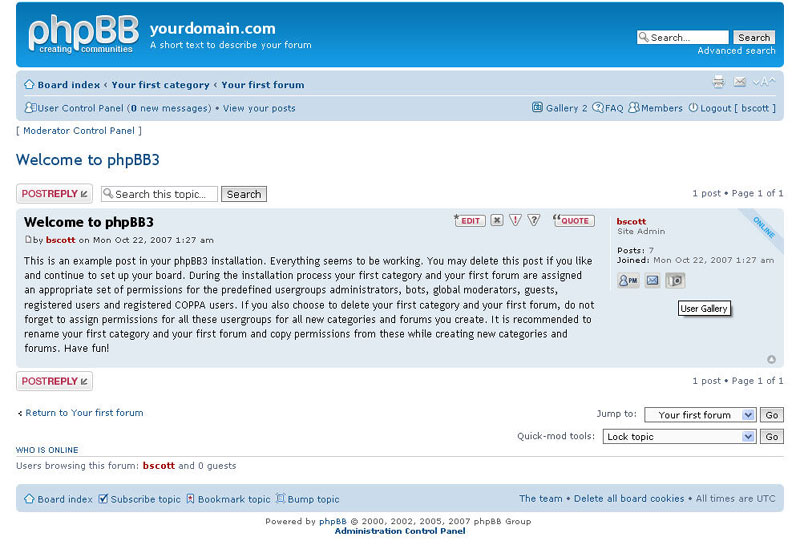 phpBB
creating communities
yourdomain.com
A short text to describe your forum
Search... Search
Advanced search
Board index ‹ Your first category ‹ Your first forum
User Control Panel (0 new messages) • View your posts
Gallery 2 FAQ Members Logout [ bscott ]
[ Moderator Control Panel ]
Welcome to phpBB3
POSTREPLY Search this topic... Search
1 post • Page 1 of 1
Welcome to phpBB3
EDIT QUOTE
by bscott on Mon Oct 22, 2007 1:27 am
This is an example post in your phpBB3 installation. Everything seems to be working. You may delete this post if you like
and continue to set up your board. During the installation process your first category and your first forum are assigned
an appropriate set of permissions for the predefined usergroups administrators, bots, global moderators, guests,
registered users and registered COPPA users. If you also choose to delete your first category and your first forum, do not
forget to assign permissions for all these usergroups for all new categories and forums you create. It is recommended to
rename your first category and your first forum and copy permissions from these while creating new categories and
forums. Have fun!
bscott
Site Admin
ONLINE
Posts: 7
Joined: Mon Oct 22, 2007 1:27 am
PM
User Gallery
POSTREPLY
1 post • Page 1 of 1
Return to Your first forum
Jump to: Your first forum Go
Quick-mod tools: Lock topic Go
WHO IS ONLINE
Users browsing this forum: bscott and 0 guests
Board index Subscribe topic Bookmark topic Bump topic
The team • Delete all board cookies • All times are UTC
Powered by phpBB © 2000, 2002, 2005, 2007 phpBB Group
Administration Control Panel